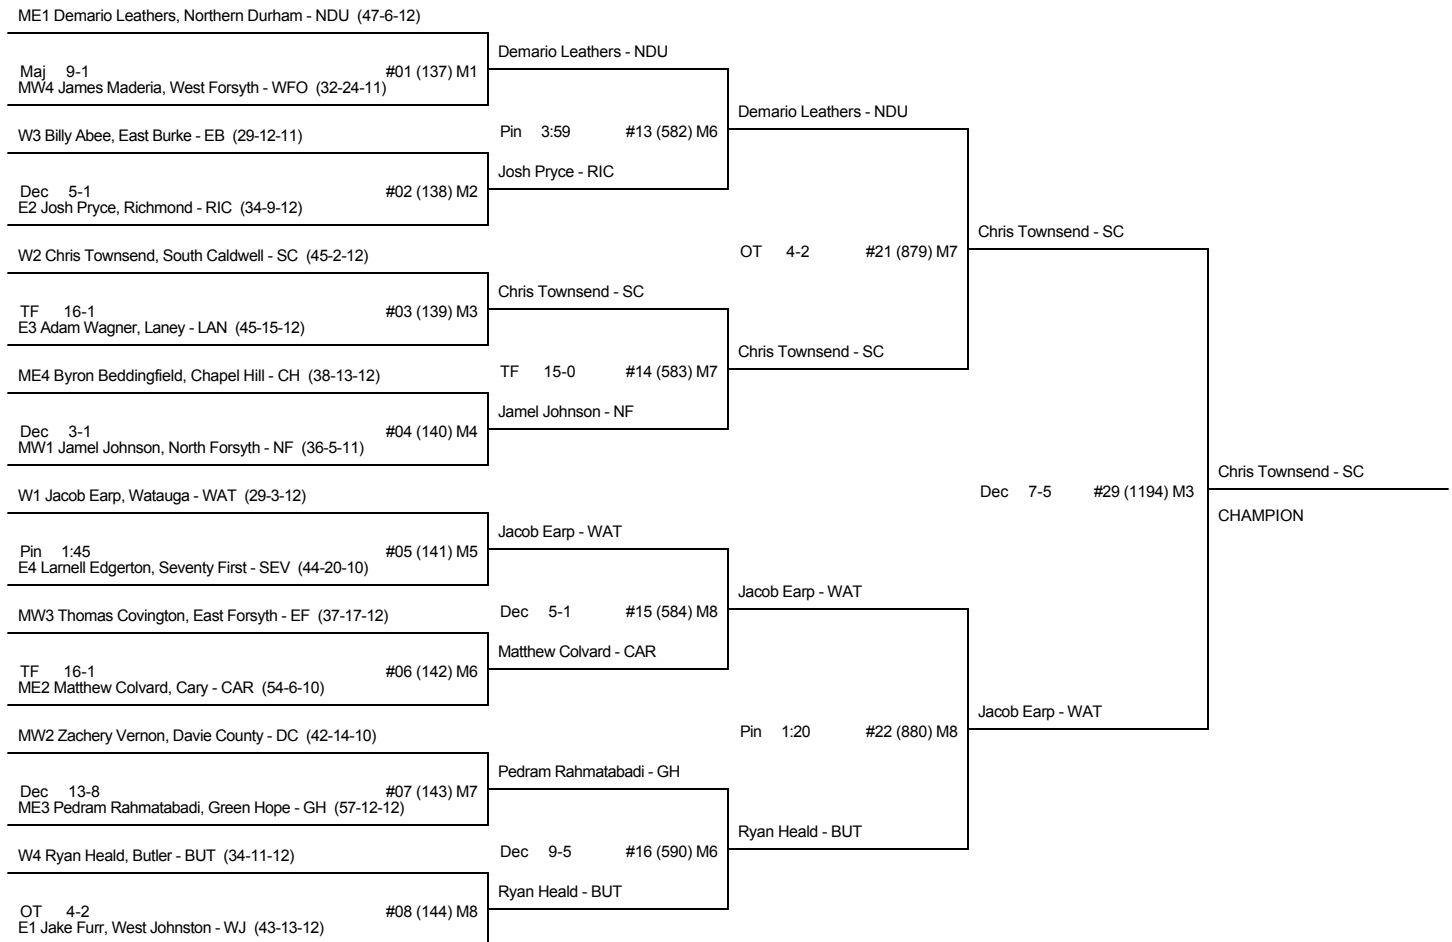 ME1 Demario Leathers, Northern Durham - NDU (47-6-12)
Demario Leathers - NDU
Maj 9-1 #01 (137) M1
MW4 James Maderia, West Forsyth - WFO (32-24-11)
Demario Leathers - NDU
W3 Billy Abee, East Burke - EB (29-12-11)
Pin 3:59 #13 (582) M6
Josh Pryce - RIC
Dec 5-1 #02 (138) M2
E2 Josh Pryce, Richmond - RIC (34-9-12)
Chris Townsend - SC
W2 Chris Townsend, South Caldwell - SC (45-2-12)
OT 4-2 #21 (879) M7
Chris Townsend - SC
TF 16-1 #03 (139) M3
E3 Adam Wagner, Laney - LAN (45-15-12)
Chris Townsend - SC
ME4 Byron Beddingfield, Chapel Hill - CH (38-13-12)
TF 15-0 #14 (583) M7
Jamel Johnson - NF
Dec 3-1 #04 (140) M4
MW1 Jamel Johnson, North Forsyth - NF (36-5-11)
Chris Townsend - SC
W1 Jacob Earp, Watauga - WAT (29-3-12)
Dec 7-5 #29 (1194) M3
CHAMPION
Jacob Earp - WAT
Pin 1:45 #05 (141) M5
E4 Larnell Edgerton, Seventy First - SEV (44-20-10)
Jacob Earp - WAT
MW3 Thomas Covington, East Forsyth - EF (37-17-12)
Dec 5-1 #15 (584) M8
Matthew Colvard - CAR
TF 16-1 #06 (142) M6
ME2 Matthew Colvard, Cary - CAR (54-6-10)
Jacob Earp - WAT
MW2 Zachery Vernon, Davie County - DC (42-14-10)
Pin 1:20 #22 (880) M8
Pedram Rahmatabadi - GH
Dec 13-8 #07 (143) M7
ME3 Pedram Rahmatabadi, Green Hope - GH (57-12-12)
Ryan Heald - BUT
W4 Ryan Heald, Butler - BUT (34-11-12)
Dec 9-5 #16 (590) M6
Ryan Heald - BUT
OT 4-2 #08 (144) M8
E1 Jake Furr, West Johnston - WJ (43-13-12)